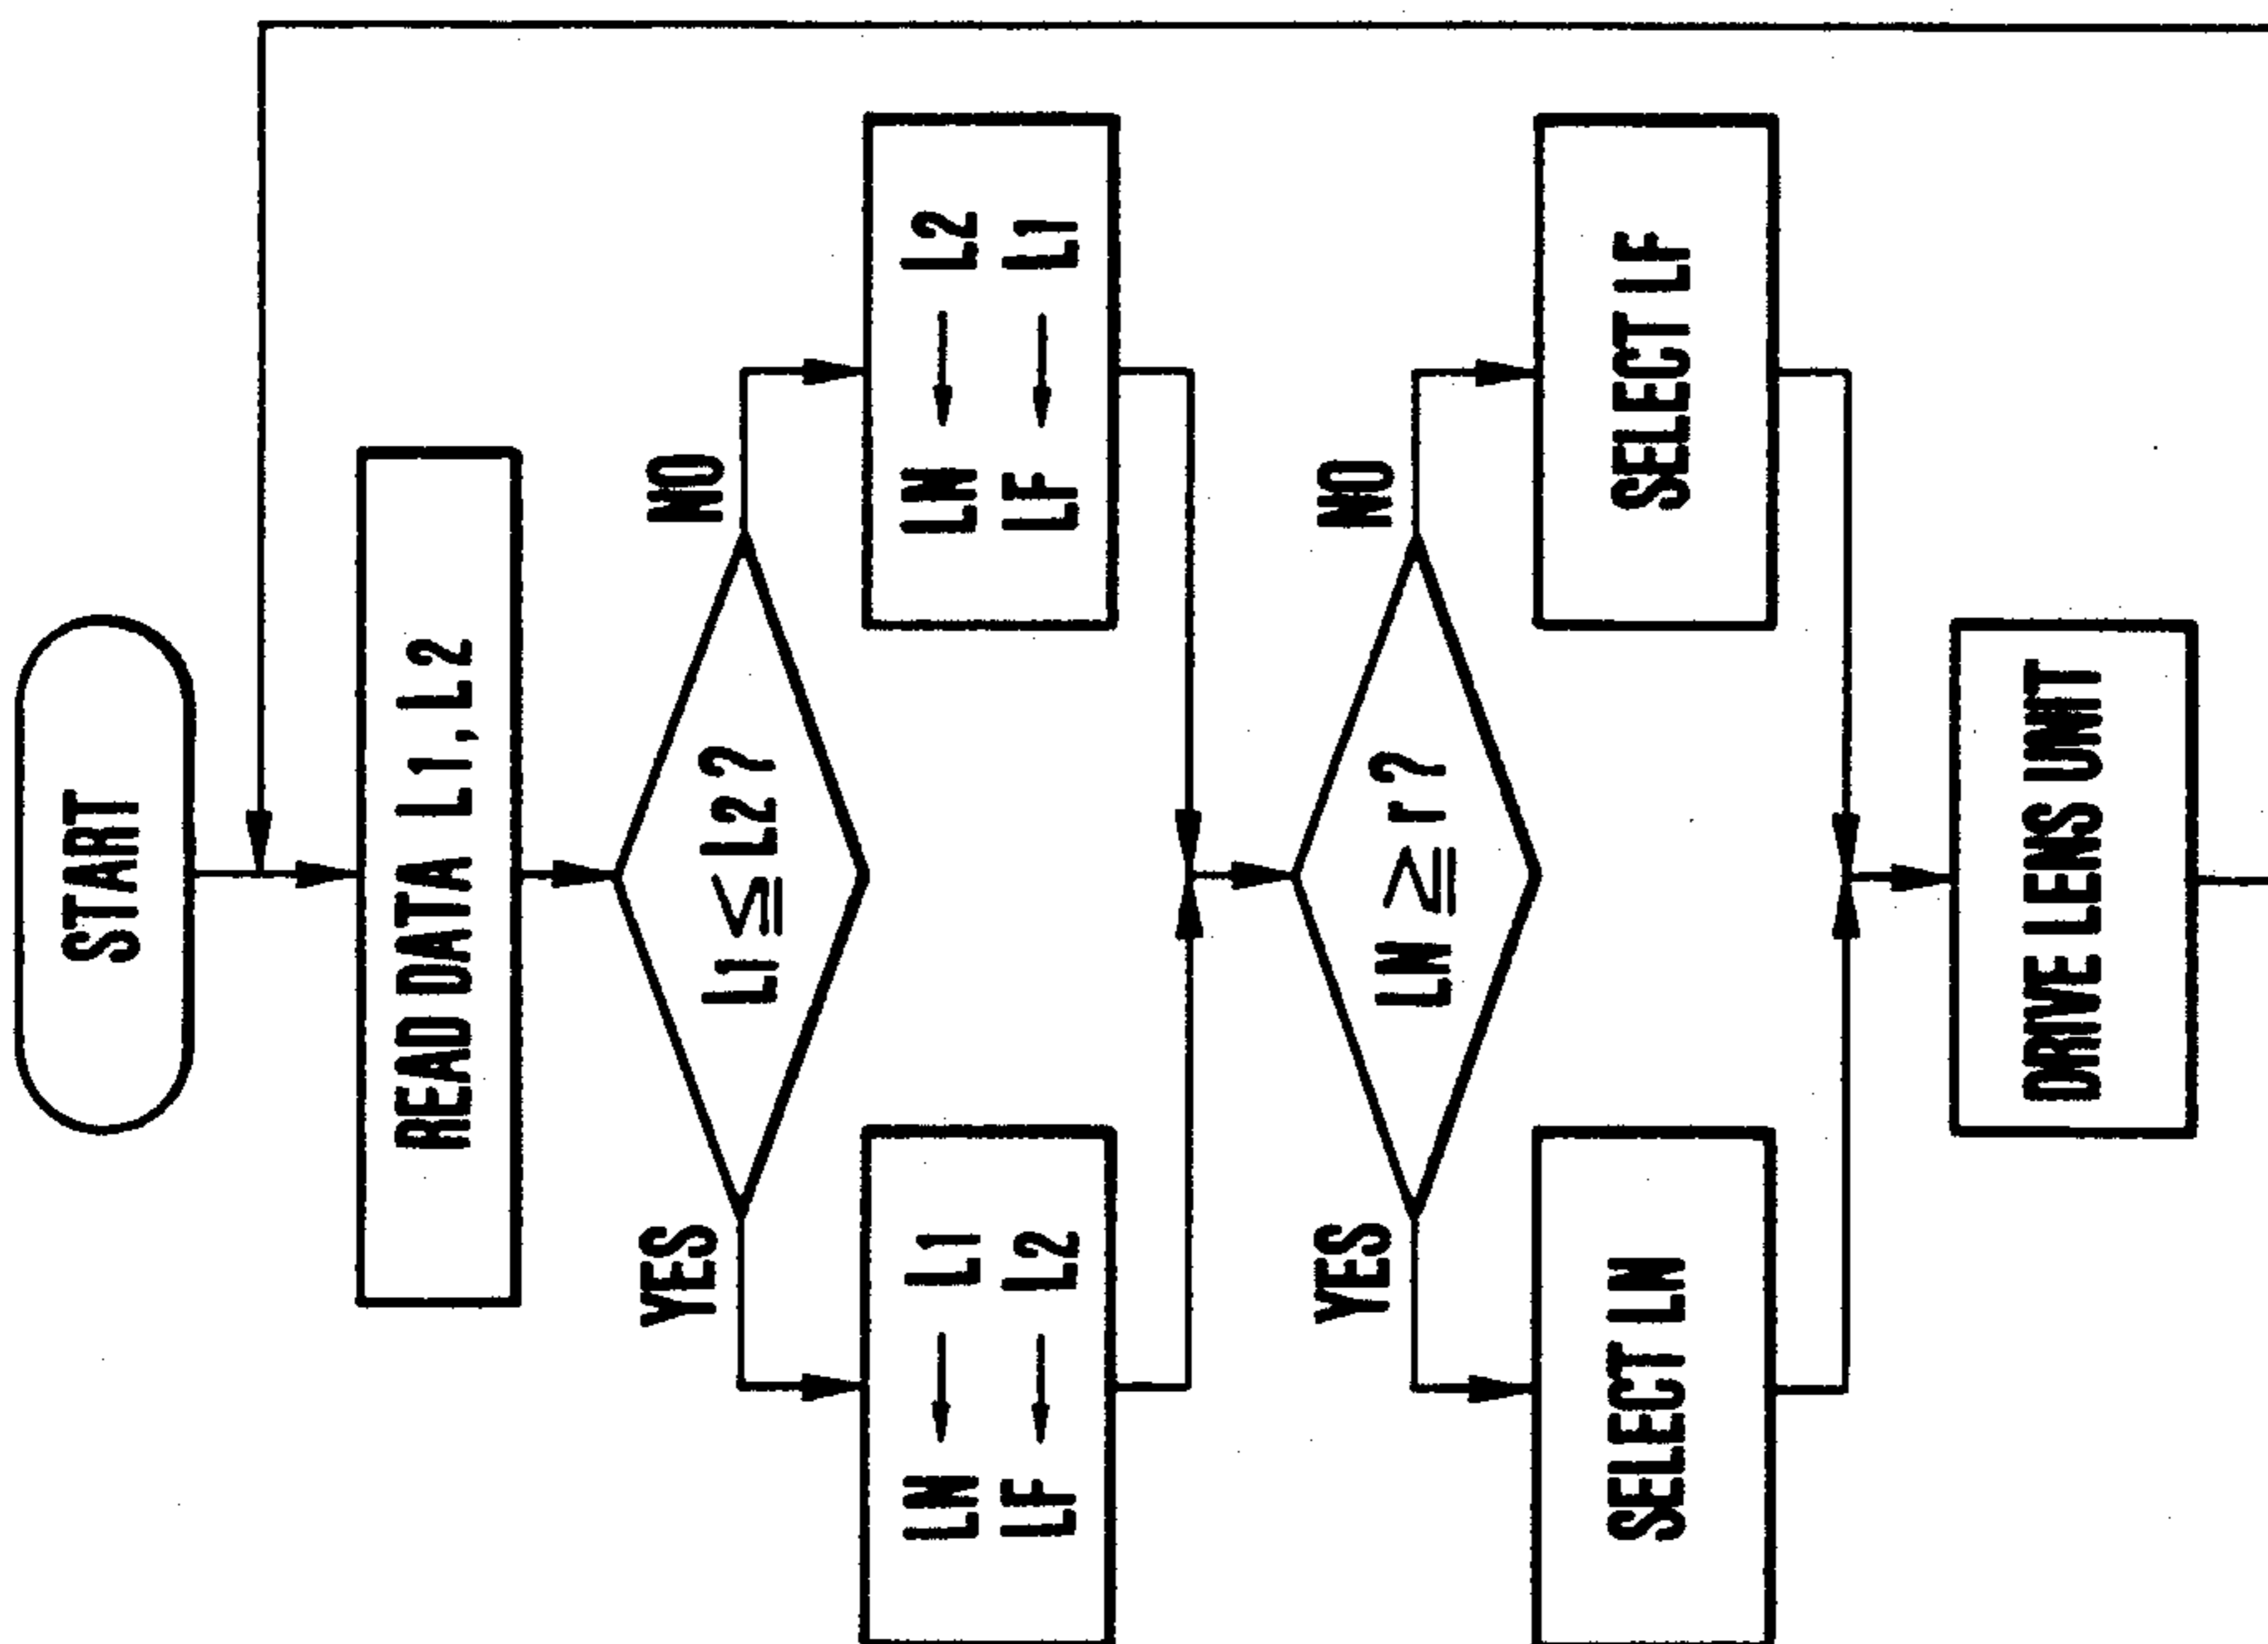 START
READ DATA L1, L2
L1 ≦ L2 ?
YES
NO
LN ← L1
LF ← L2
LN ← L2
LF ← L1
LN ≧ r ?
YES
NO
SELECT LN
SELECT LF
DRIVE LENS UNIT